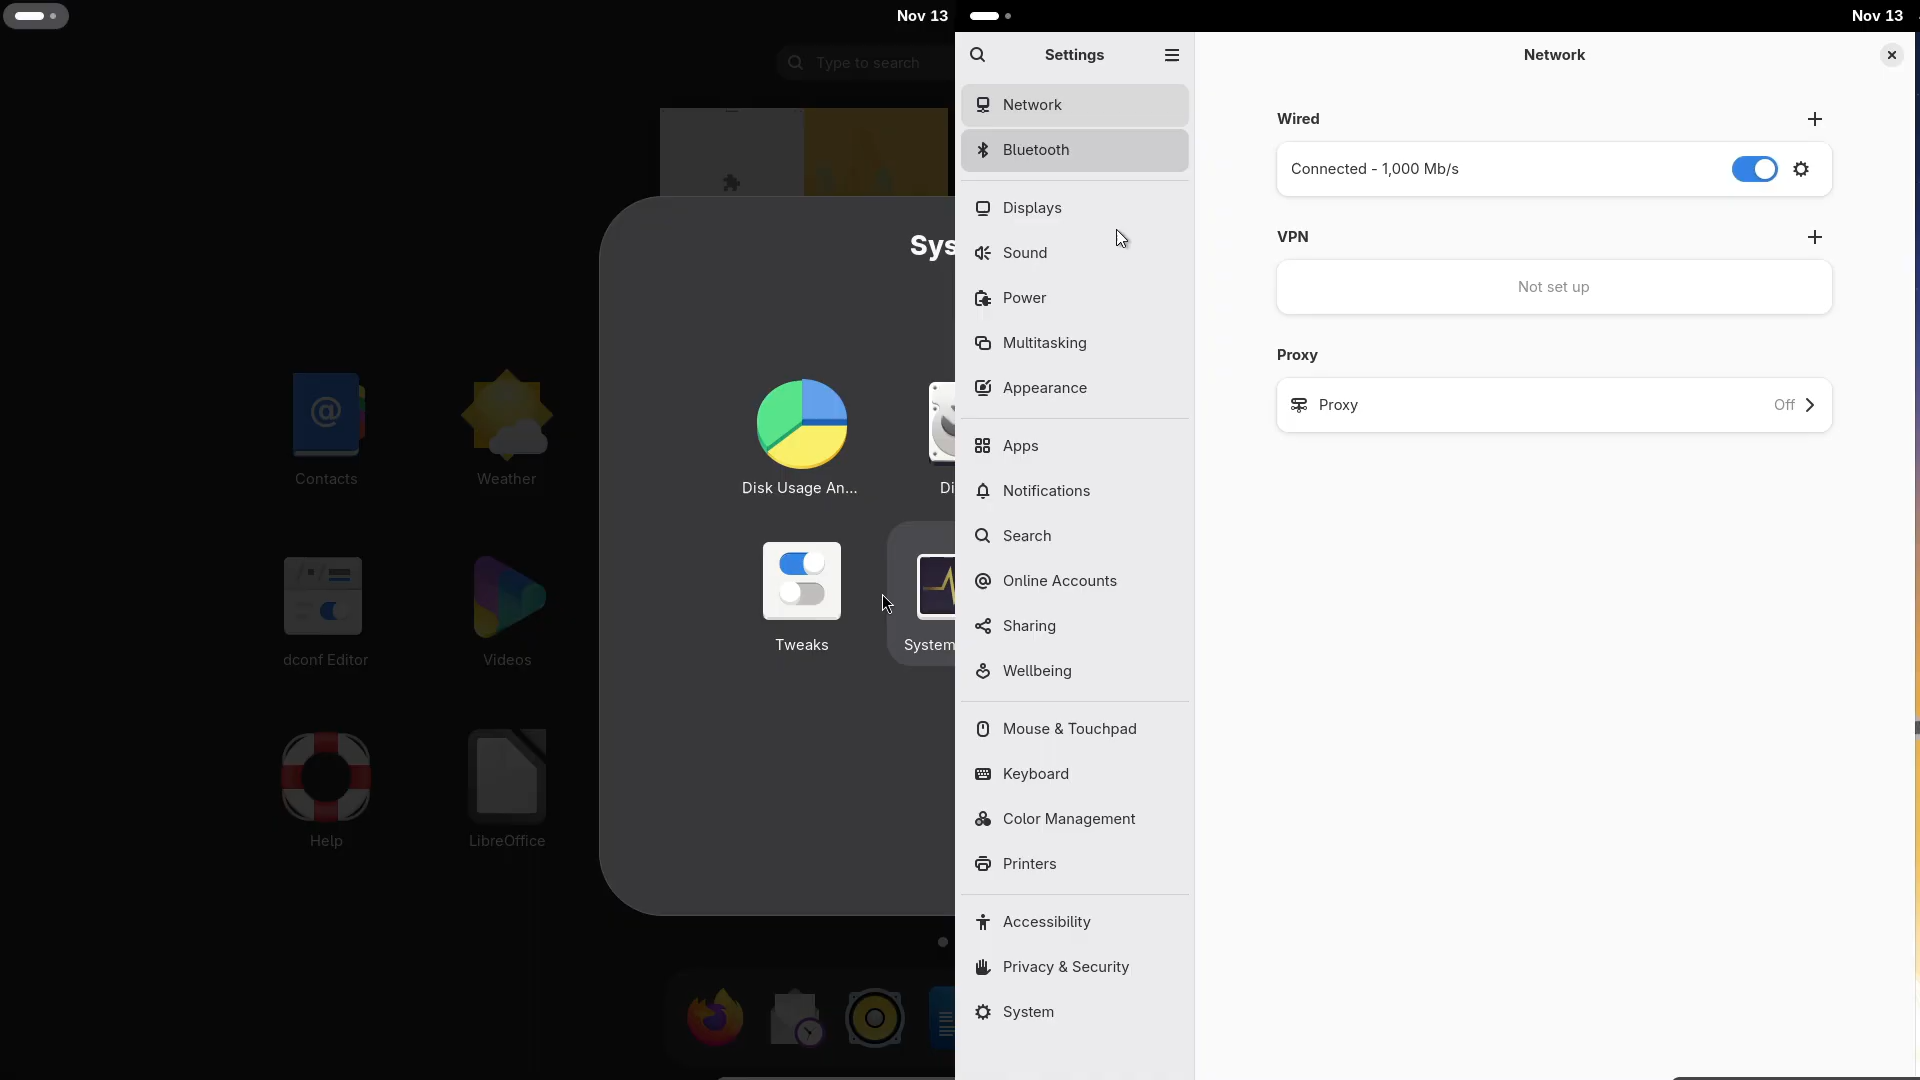 Nov 13
Type to search
Sys
Contacts
Weather
Disk Usage An...
Di
dconf Editor
Videos
Tweaks
System
Help
LibreOffice
Nov 13
Settings
Network
Bluetooth
Displays
Sound
Power
Multitasking
Appearance
Apps
Notifications
Search
Online Accounts
Sharing
Wellbeing
Mouse & Touchpad
Keyboard
Color Management
Printers
Accessibility
Privacy & Security
System
Network
Wired
Connected - 1,000 Mb/s
VPN
Not set up
Proxy
Proxy Off